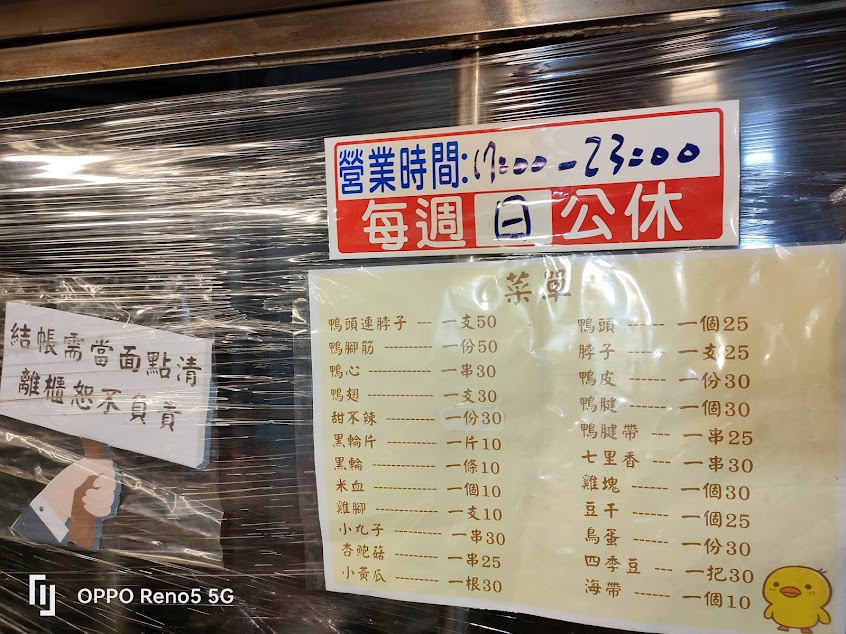 營業時間:17:00-23:00
每週日公休
結帳需當面點清
離櫃恕不負責
菜單
鴨頭連脖子 --- 一支50
鴨腳筋 -------- 一份50
鴨心 ---------- 一串30
鴨翅 ---------- 一支30
甜不辣 -------- 一份30
黑輪片 -------- 一片10
黑輪 ---------- 一條10
米血 ---------- 一個10
雞腳 ---------- 一支10
小丸子 -------- 一串30
杏鮑菇 -------- 一串25
小黃瓜 -------- 一根30
鴨頭 ------ 一個25
脖子 ------ 一支25
鴨皮 ------ 一份30
鴨腱 ------ 一個30
鴨腱帶 --- 一串25
七里香 --- 一串30
雞塊 ------ 一個30
豆干 ------ 一個25
鳥蛋 ------ 一份30
四季豆 --- 一把30
海帶 ------ 一個10
OPPO Reno5 5G